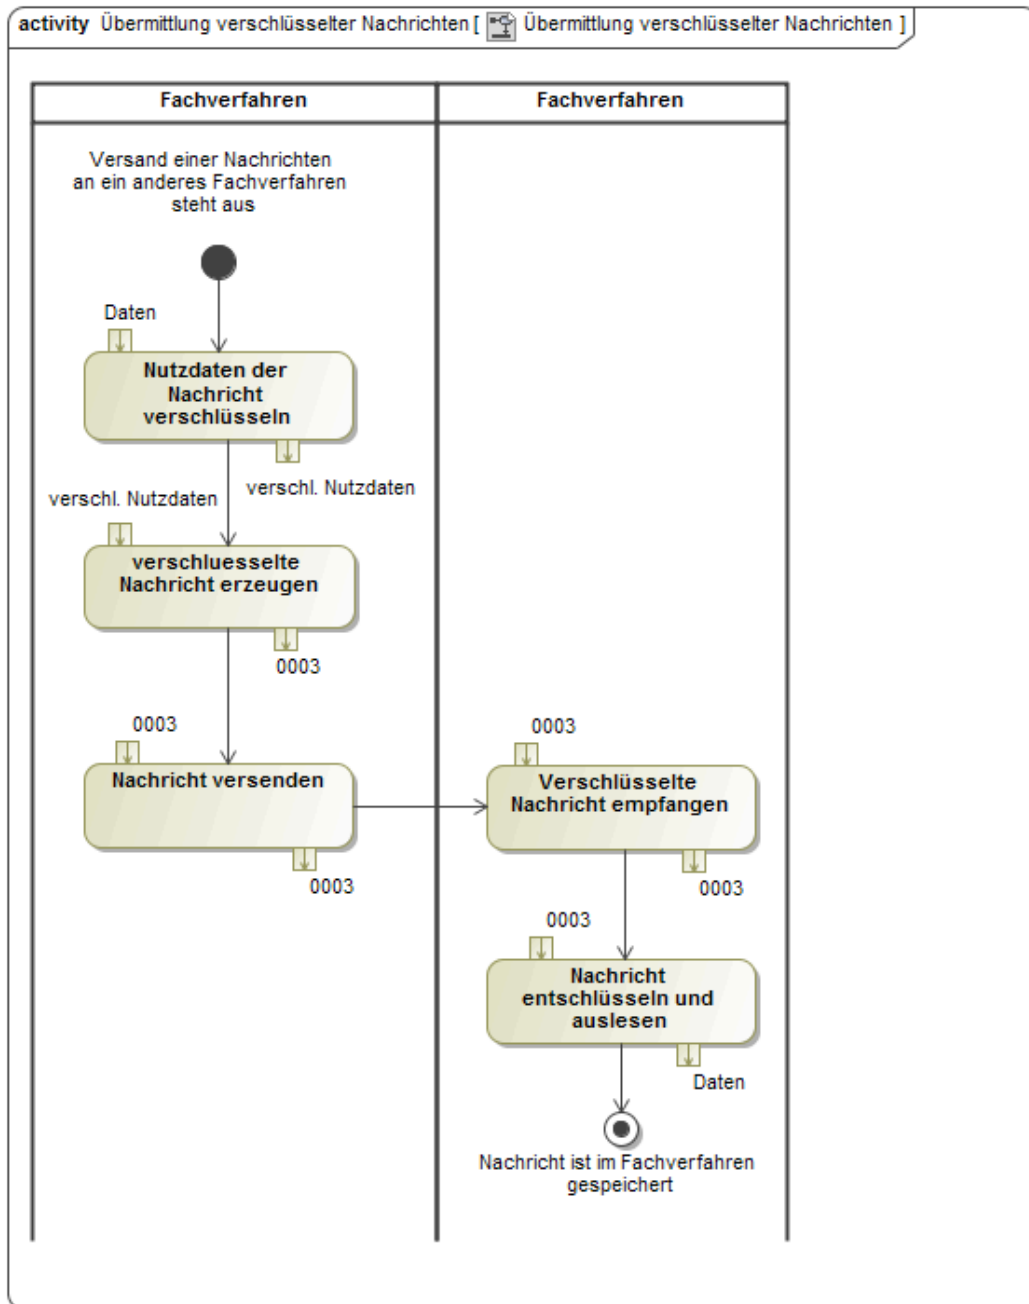 activity Übermittlung verschlüsselter Nachrichten [ Übermittlung verschlüsselter Nachrichten ]
Fachverfahren
Fachverfahren
Versand einer Nachrichten
an ein anderes Fachverfahren
steht aus
Daten
Nutzdaten der
Nachricht
verschlüsseln
verschl. Nutzdaten
verschl. Nutzdaten
verschluesselte
Nachricht erzeugen
0003
0003
Nachricht versenden
0003
0003
Verschlüsselte
Nachricht empfangen
0003
0003
Nachricht
entschlüsseln und
auslesen
Daten
Nachricht ist im Fachverfahren
gespeichert